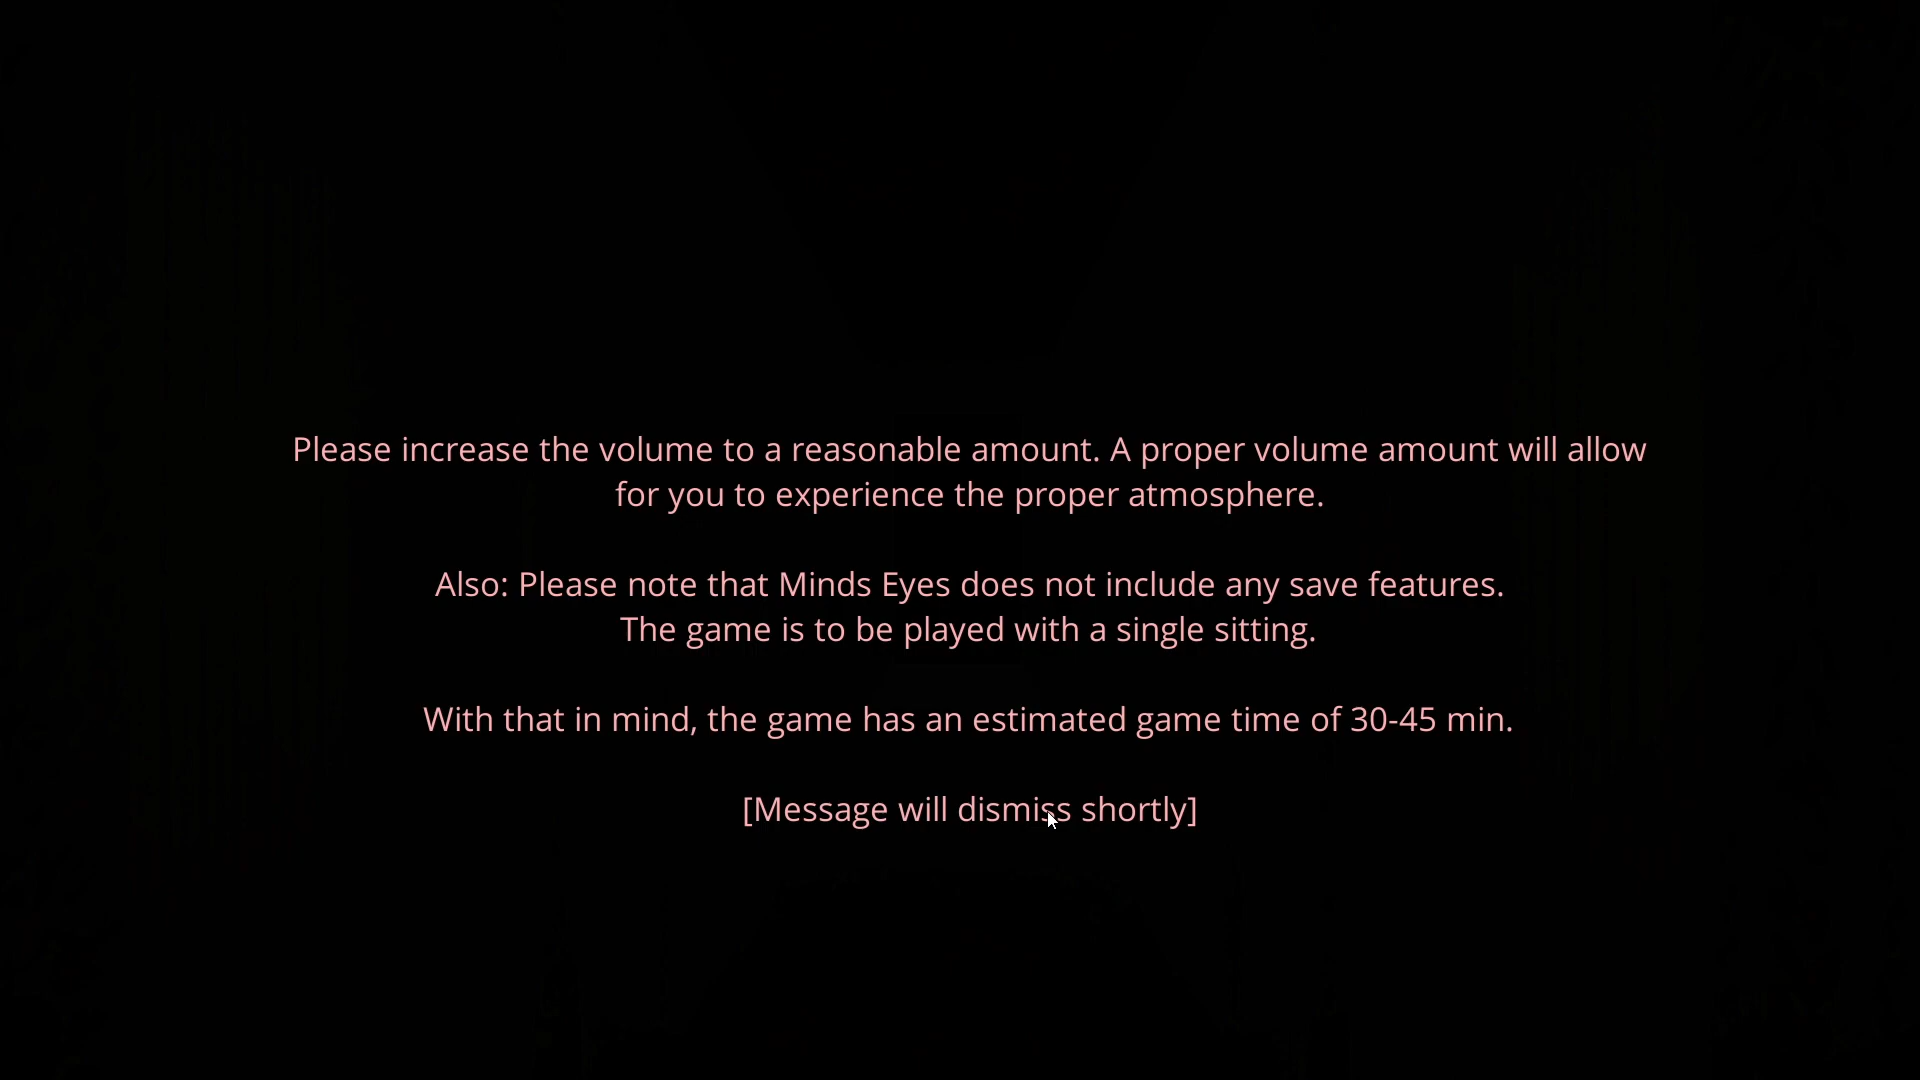 Please increase the volume to a reasonable amount. A proper volume amount will allow
for you to experience the proper atmosphere.
Also: Please note that Minds Eyes does not include any save features.
The game is to be played with a single sitting.
With that in mind, the game has an estimated game time of 30-45 min.
[Message will dismiss shortly]